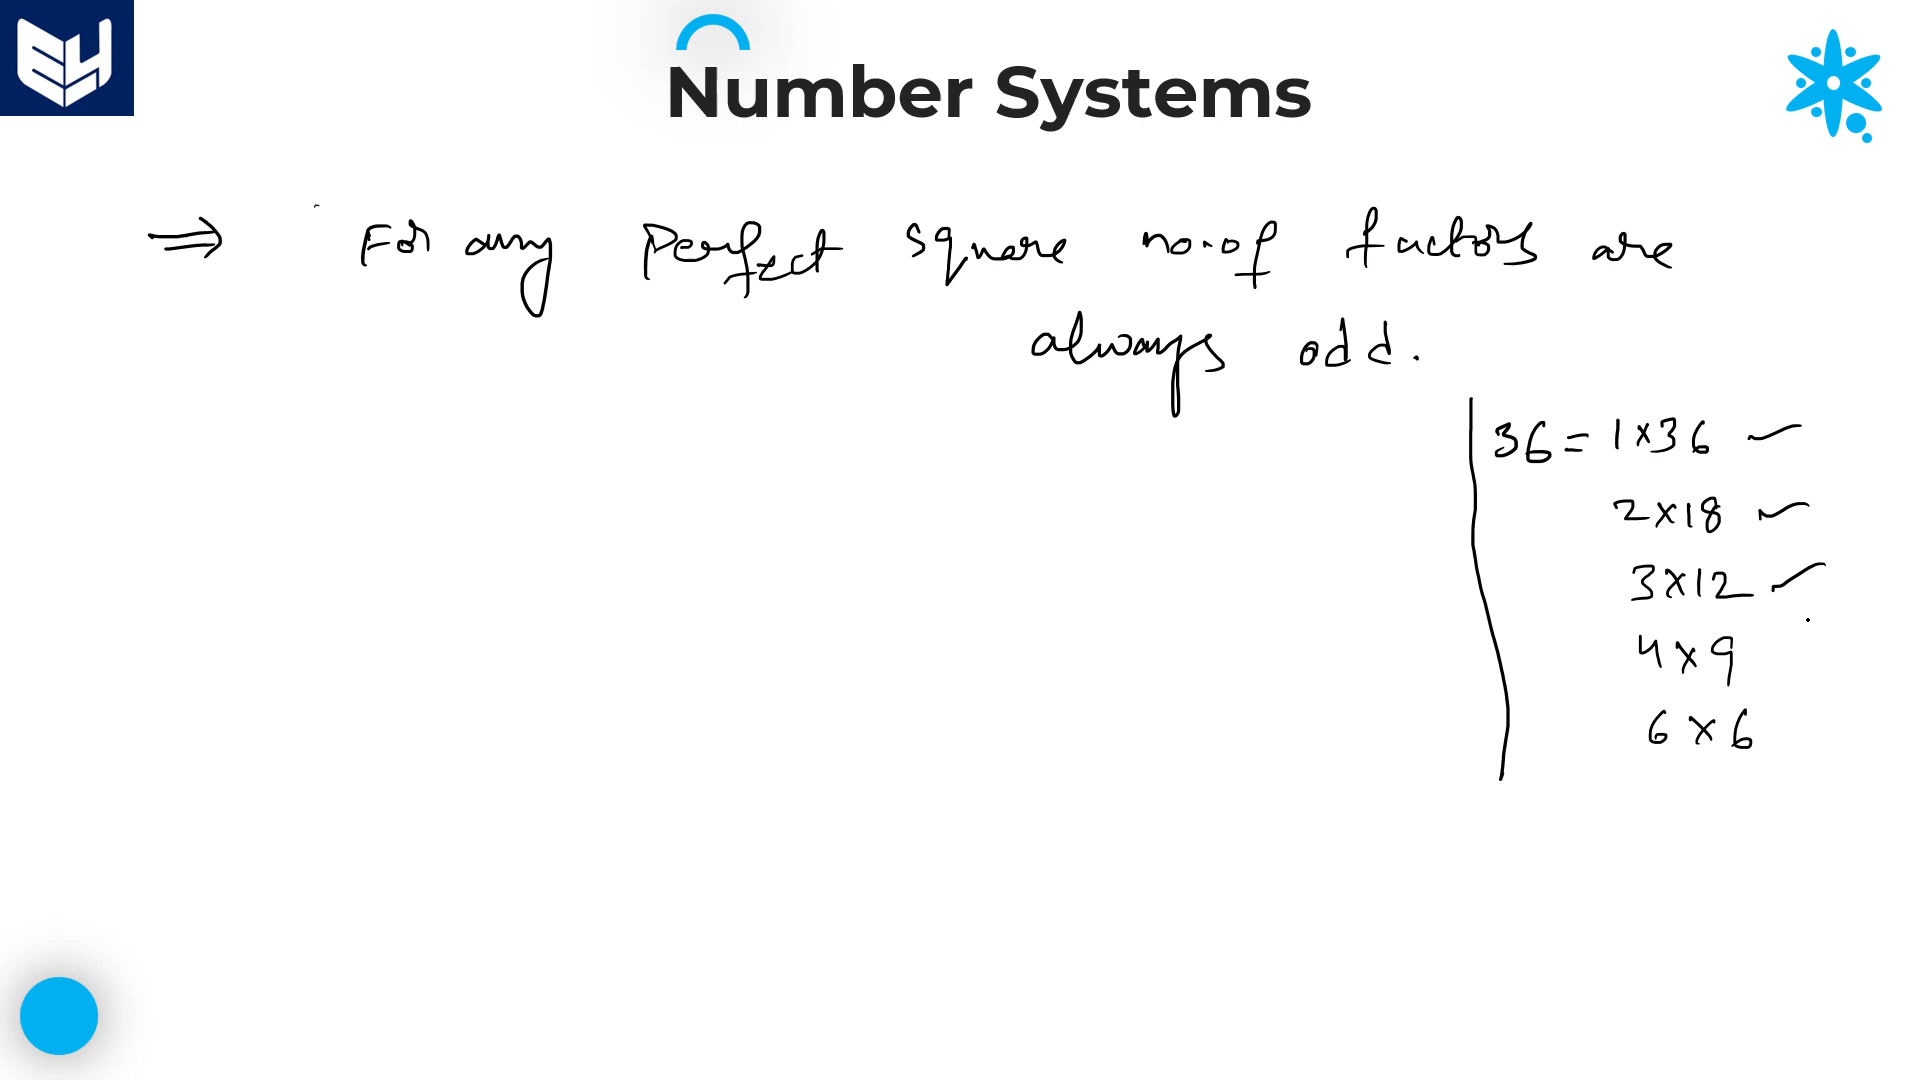 Number Systems
⇒ For any Perfect square no. of factors are
always odd.
36 = 1 x 36
2 x 18
3 x 12
4 x 9
6 x 6